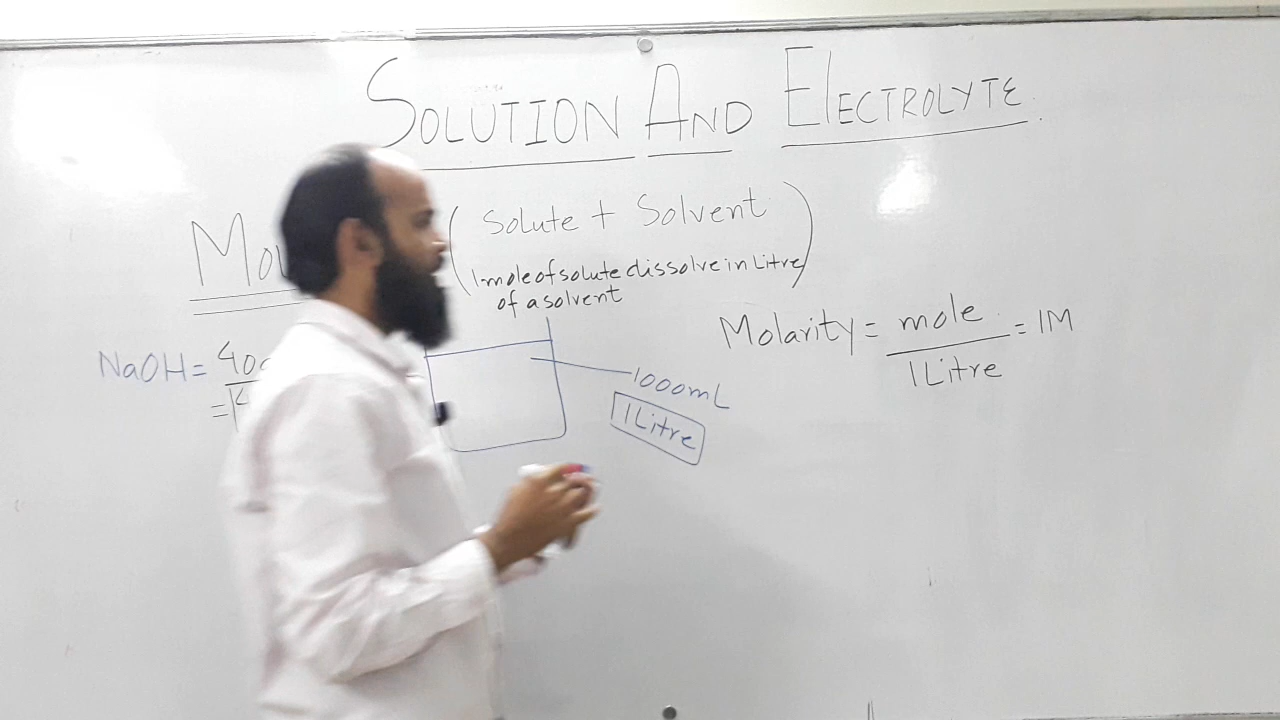 SOLUTION AND ELECTROLYTE
(Solute + Solvent
1 mole of solute dissolve in Litre)
of a solvent
Molarity = mole / 1 Litre = 1M
NaOH = 40
1000mL
1 Litre